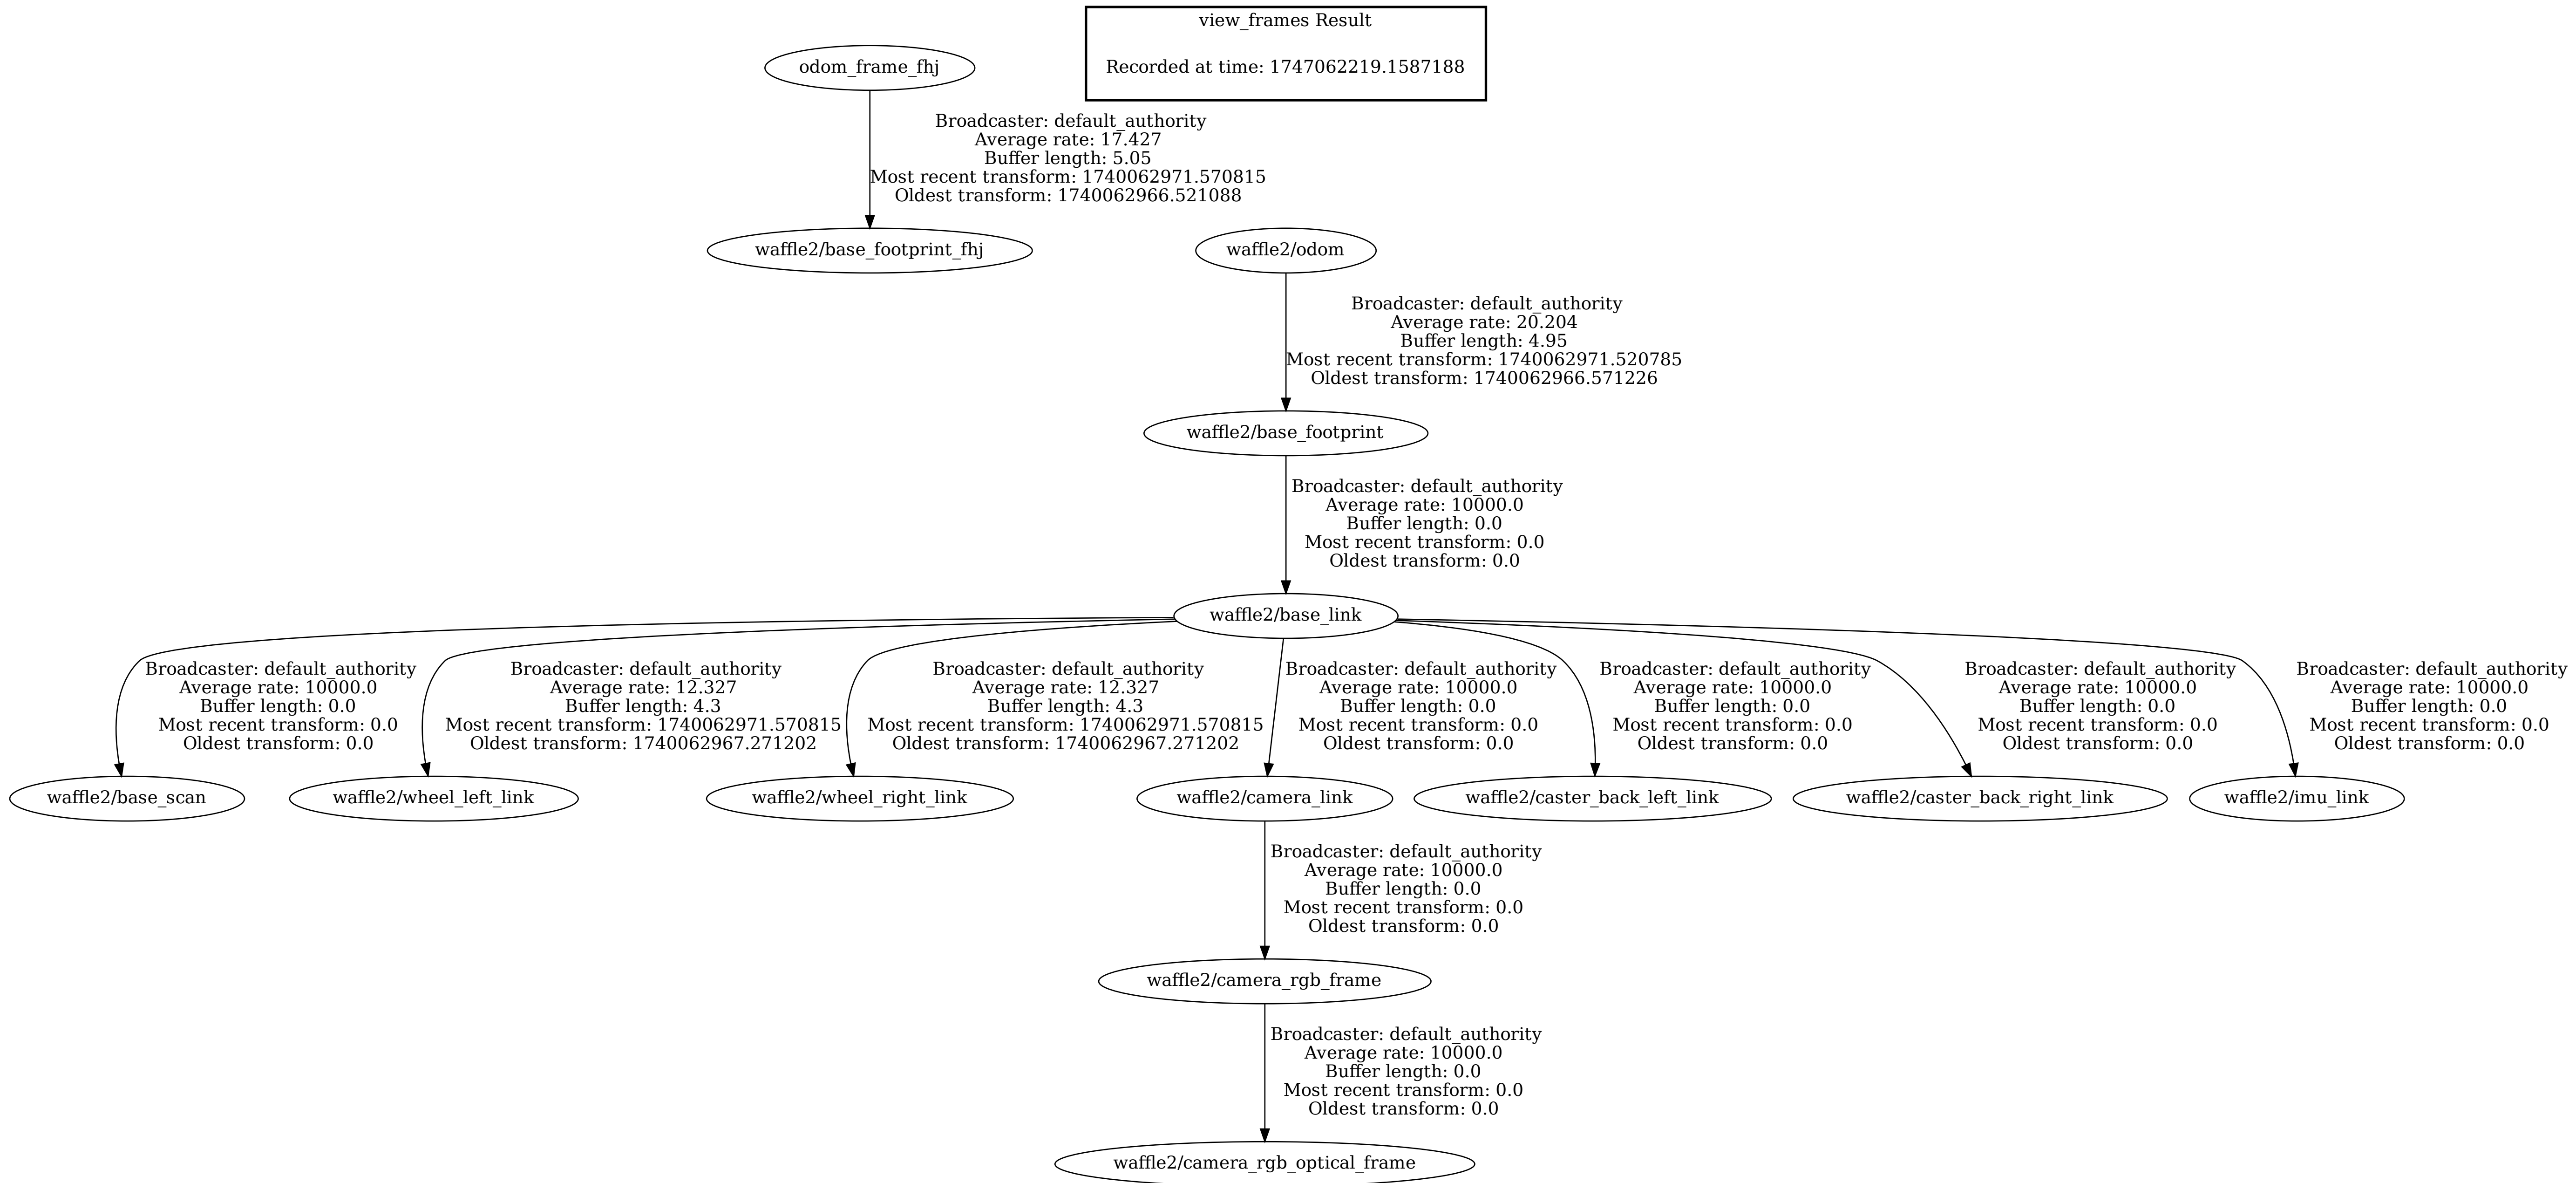 view_frames Result
Recorded at time: 1747062219.1587188
odom_frame_fhj
Broadcaster: default_authority
Average rate: 17.427
Buffer length: 5.05
Most recent transform: 1740062971.570815
Oldest transform: 1740062966.521088
waffle2/base_footprint_fhj
waffle2/odom
Broadcaster: default_authority
Average rate: 20.204
Buffer length: 4.95
Most recent transform: 1740062971.520785
Oldest transform: 1740062966.571226
waffle2/base_footprint
Broadcaster: default_authority
Average rate: 10000.0
Buffer length: 0.0
Most recent transform: 0.0
Oldest transform: 0.0
waffle2/base_link
Broadcaster: default_authority
Average rate: 10000.0
Buffer length: 0.0
Most recent transform: 0.0
Oldest transform: 0.0
Broadcaster: default_authority
Average rate: 12.327
Buffer length: 4.3
Most recent transform: 1740062971.570815
Oldest transform: 1740062967.271202
Broadcaster: default_authority
Average rate: 12.327
Buffer length: 4.3
Most recent transform: 1740062971.570815
Oldest transform: 1740062967.271202
Broadcaster: default_authority
Average rate: 10000.0
Buffer length: 0.0
Most recent transform: 0.0
Oldest transform: 0.0
Broadcaster: default_authority
Average rate: 10000.0
Buffer length: 0.0
Most recent transform: 0.0
Oldest transform: 0.0
Broadcaster: default_authority
Average rate: 10000.0
Buffer length: 0.0
Most recent transform: 0.0
Oldest transform: 0.0
Broadcaster: default_authority
Average rate: 10000.0
Buffer length: 0.0
Most recent transform: 0.0
Oldest transform: 0.0
waffle2/base_scan
waffle2/wheel_left_link
waffle2/wheel_right_link
waffle2/camera_link
waffle2/caster_back_left_link
waffle2/caster_back_right_link
waffle2/imu_link
Broadcaster: default_authority
Average rate: 10000.0
Buffer length: 0.0
Most recent transform: 0.0
Oldest transform: 0.0
waffle2/camera_rgb_frame
Broadcaster: default_authority
Average rate: 10000.0
Buffer length: 0.0
Most recent transform: 0.0
Oldest transform: 0.0
waffle2/camera_rgb_optical_frame